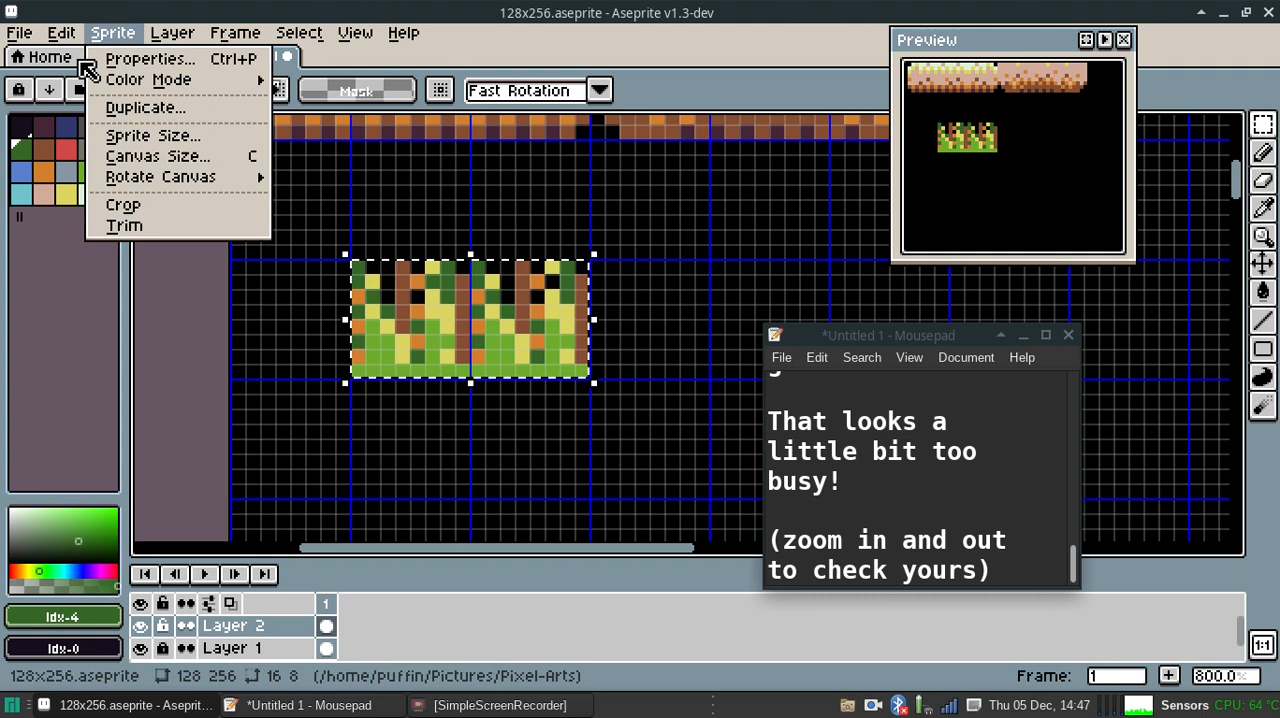 128x256.aseprite - Aseprite v1.3-dev
File Edit Sprite Layer Frame Select View Help
Home
Properties... Ctrl+P
Color Mode
Duplicate...
Sprite Size...
Canvas Size... C
Rotate Canvas
Crop
Trim
Mask
Fast Rotation
Preview
*Untitled 1 - Mousepad
File Edit Search View Document Help
That looks a
little bit too
busy!
(zoom in and out
to check yours)
Idx-4
Idx-0
1
Layer 2
Layer 1
1:1
128x256.aseprite 128 256 16 8 (/home/puffin/Pictures/Pixel-Arts)
Frame: 1 800.0
128x256.aseprite - Aseprit... *Untitled 1 - Mousepad [SimpleScreenRecorder] Thu 05 Dec, 14:47 Sensors CPU: 64 °C